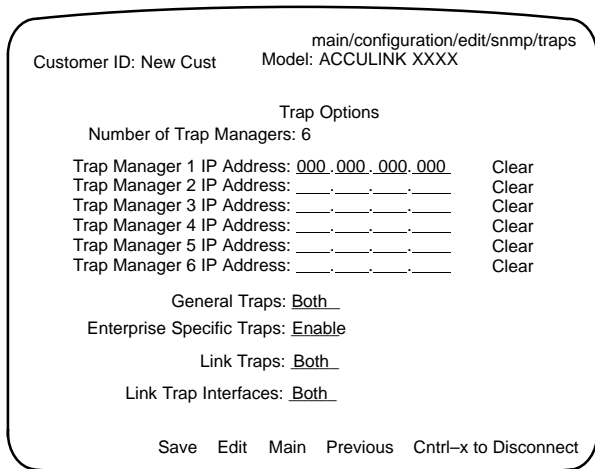 main/configuration/edit/snmp/traps
Customer ID: New Cust Model: ACCULINK XXXX
Trap Options
Number of Trap Managers: 6
Trap Manager 1 IP Address: 000.000.000.000 Clear
Trap Manager 2 IP Address: ___.___.___.___ Clear
Trap Manager 3 IP Address: ___.___.___.___ Clear
Trap Manager 4 IP Address: ___.___.___.___ Clear
Trap Manager 5 IP Address: ___.___.___.___ Clear
Trap Manager 6 IP Address: ___.___.___.___ Clear
General Traps: Both
Enterprise Specific Traps: Enable
Link Traps: Both
Link Trap Interfaces: Both
Save Edit Main Previous Cntrl–x to Disconnect